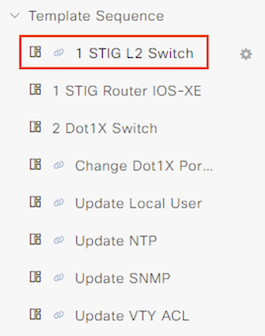 Template Sequence
1 STIG L2 Switch
1 STIG Router IOS-XE
2 Dot1X Switch
Change Dot1X Por...
Update Local User
Update NTP
Update SNMP
Update VTY ACL